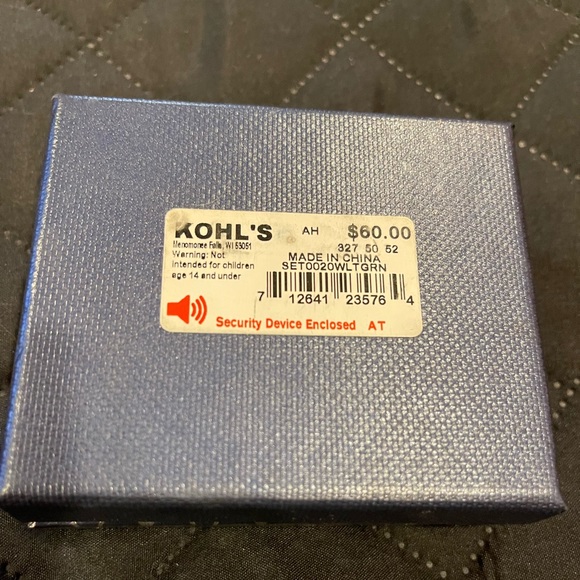 KOHL'S AH $60.00
Menomonee Falls, WI 53051 327 50 52
Warning: Not
intended for children
age 14 and under
MADE IN CHINA
SET0020WLTGRN
7 12641 23576 4
Security Device Enclosed AT